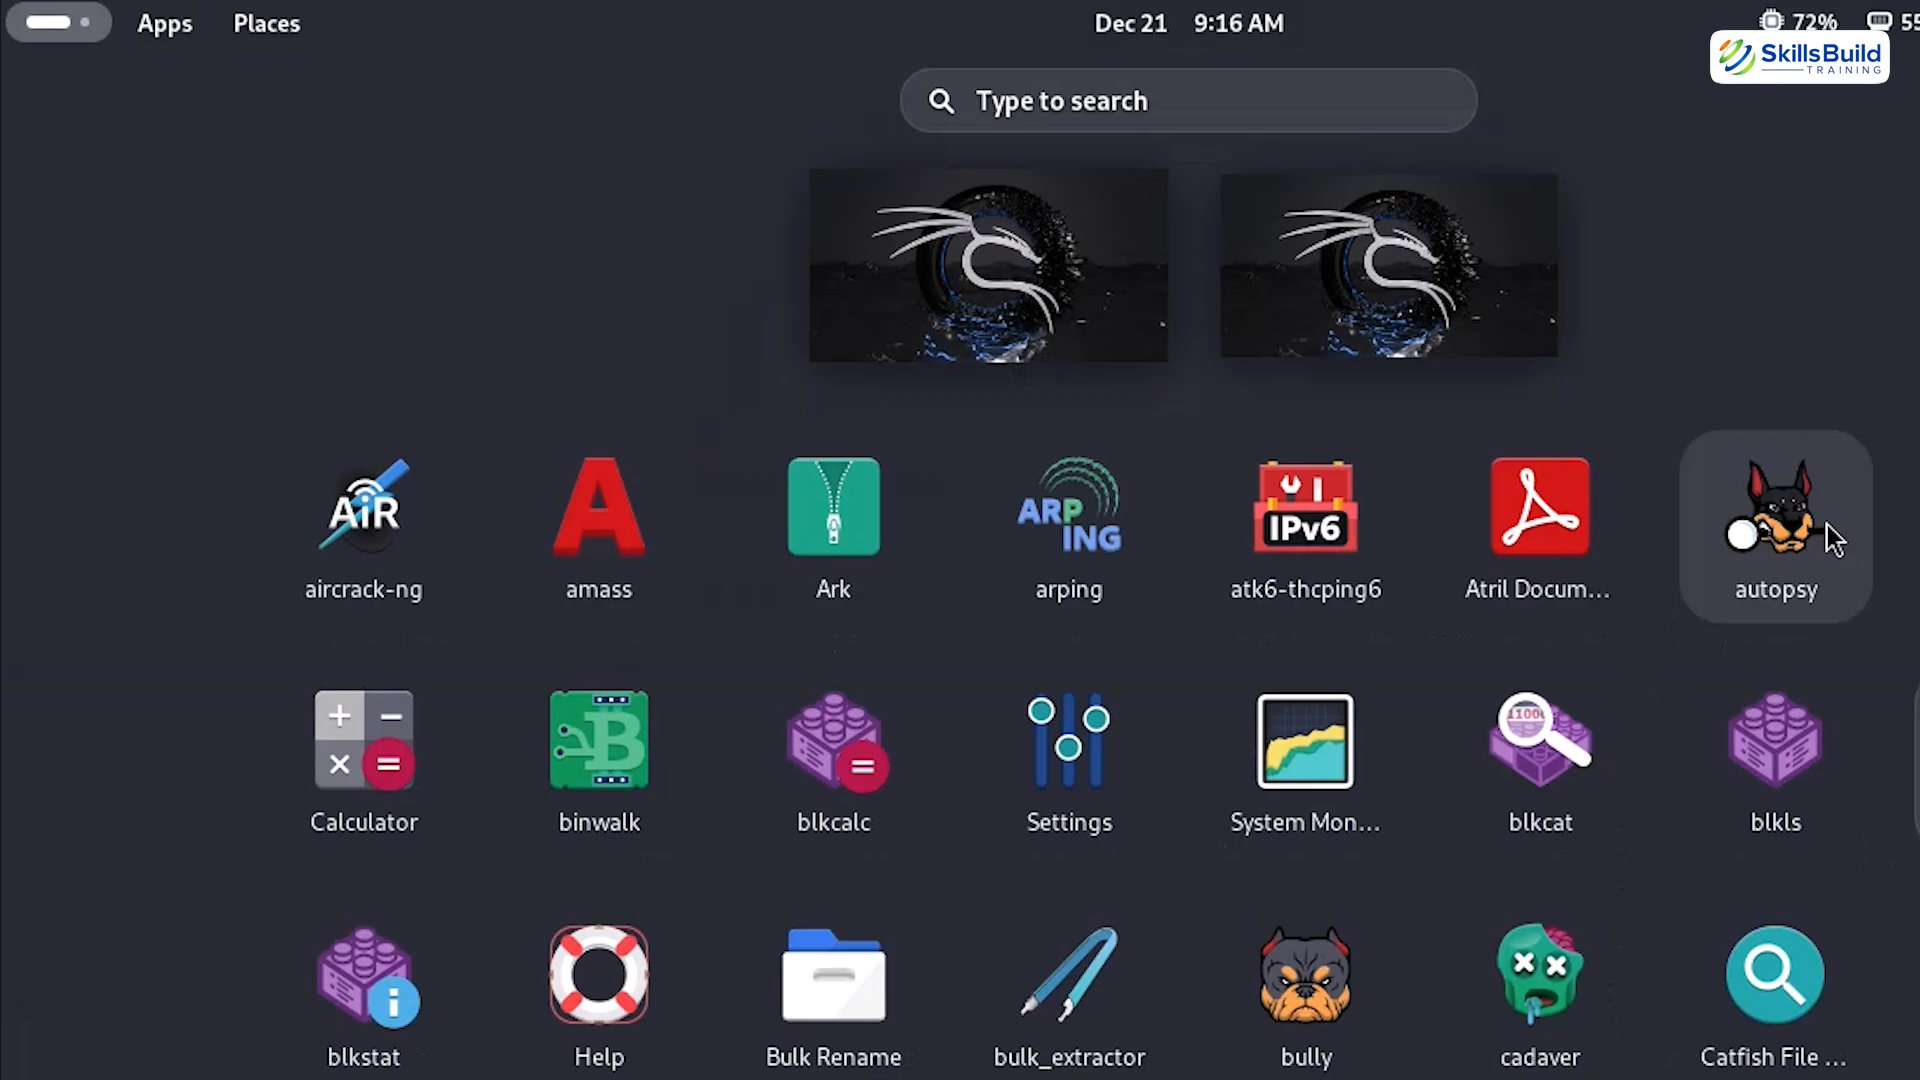 Apps Places Dec 21 9:16 AM 72% 55
SkillsBuild
TRAINING
Type to search
AiR
A
ARP
ING
IPv6
aircrack-ng amass Ark arping atk6-thcping6 Atril Docum... autopsy
+ −
× =
B
=
1100
Calculator binwalk blkcalc Settings System Mon... blkcat blkls
i
blkstat Help Bulk Rename bulk_extractor bully cadaver Catfish File ...